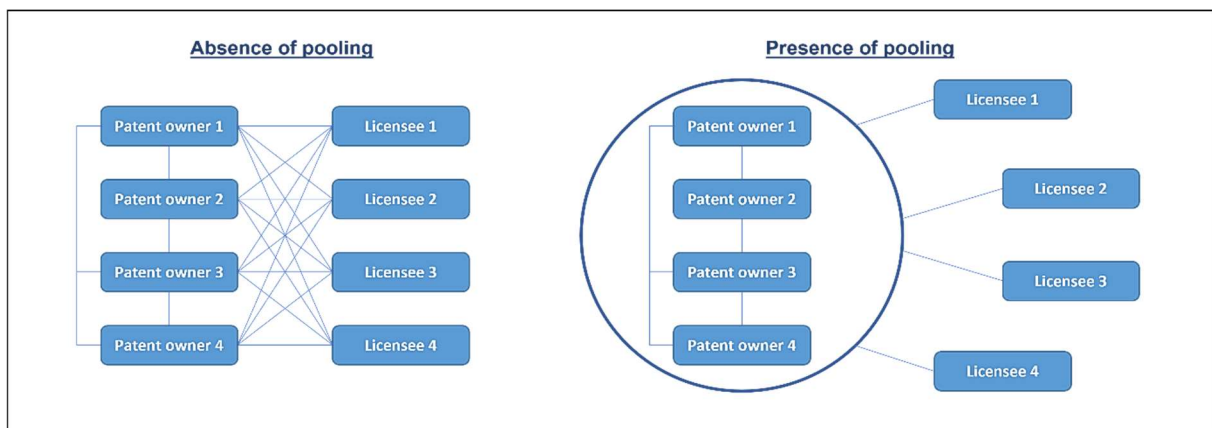 Absence of pooling
Patent owner 1
Licensee 1
Patent owner 2
Licensee 2
Patent owner 3
Licensee 3
Patent owner 4
Licensee 4
Presence of pooling
Patent owner 1
Patent owner 2
Patent owner 3
Patent owner 4
Licensee 1
Licensee 2
Licensee 3
Licensee 4